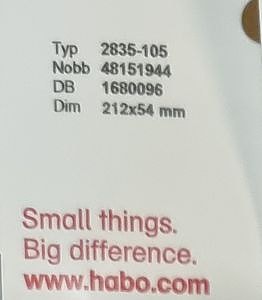 Typ 2835-105
Nobb 48151944
DB 1680096
Dim 212x54 mm
Small things.
Big difference.
www.habo.com